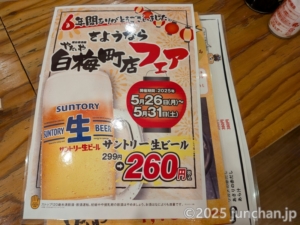 6年間ありがとうございました
さようなら
白梅町店フェア
開催期間 2025年
5月26日(月)〜
5月31日(土)
SUNTORY
生
BEER
サントリー生ビール
サントリー生ビール
299円
260円
©2025 junchan.jp